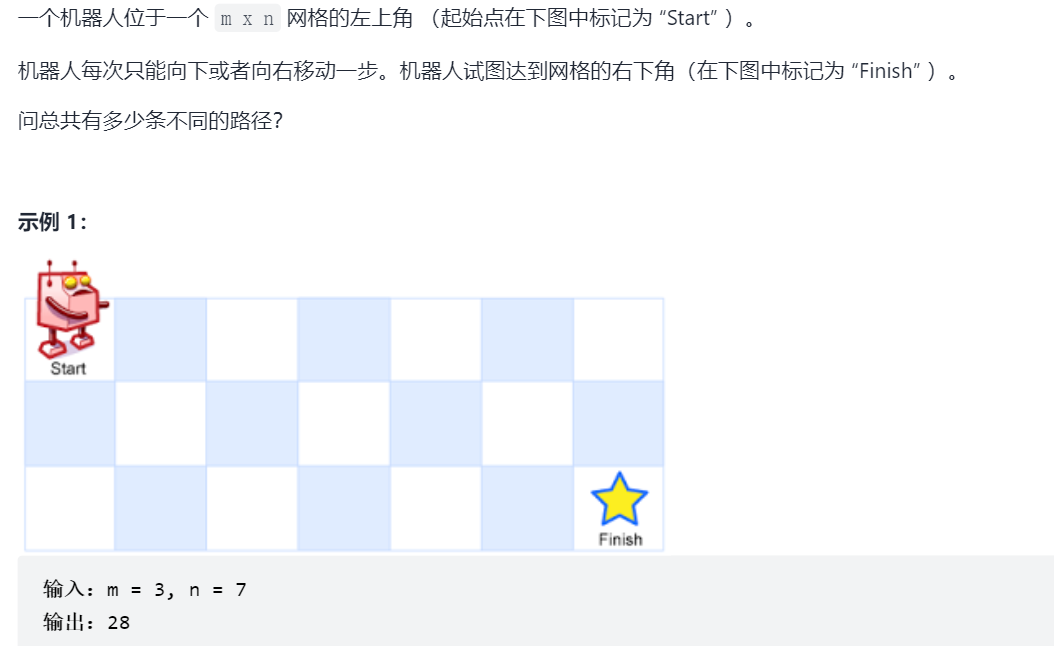 一个机器人位于一个 m x n 网格的左上角 （起始点在下图中标记为 “Start” ）。
机器人每次只能向下或者向右移动一步。机器人试图达到网格的右下角（在下图中标记为 “Finish” ）。
问总共有多少条不同的路径？
示例 1：
Start
Finish
输入：m = 3, n = 7
输出：28